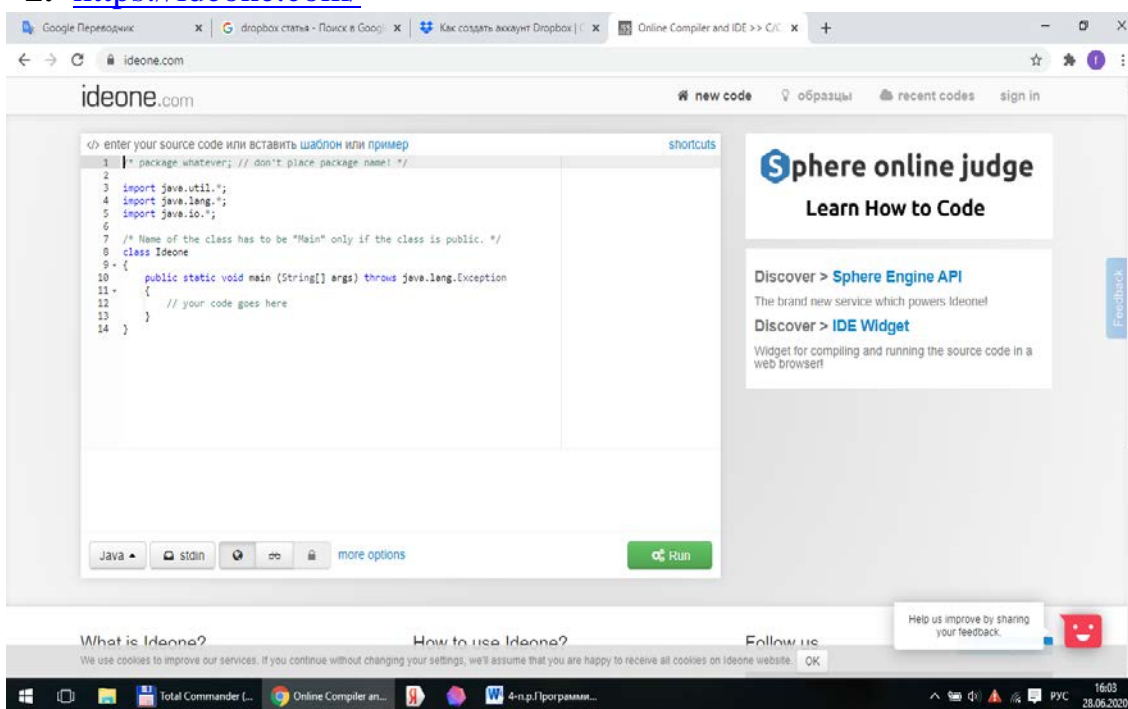 https://ideone.com/
Google Переводчик
dropbox статья - Поиск в Googl
Как создать аккаунт Dropbox |
Online Compiler and IDE >> C/C
ideone.com
ideone.com
new code образцы recent codes sign in
</> enter your source code или вставить шаблон или пример shortcuts
1 /* package whatever; // don't place package name! */
2
3 import java.util.*;
4 import java.lang.*;
5 import java.io.*;
6
7 /* Name of the class has to be "Main" only if the class is public. */
8 class Ideone
9 {
10 public static void main (String[] args) throws java.lang.Exception
11 {
12 // your code goes here
13 }
14 }
Java stdin more options Run
Sphere online judge
Learn How to Code
Discover > Sphere Engine API
The brand new service which powers Ideone!
Discover > IDE Widget
Widget for compiling and running the source code in a
web browser!
Feedback
Help us improve by sharing
your feedback.
What is Ideone? How to use Ideone? Follow us
We use cookies to improve our services. If you continue without changing your settings, we'll assume that you are happy to receive all cookies on Ideone website. OK
Total Commander (... Online Compiler an... 4-п.р.Программи... РУС 16:03
28.06.2020